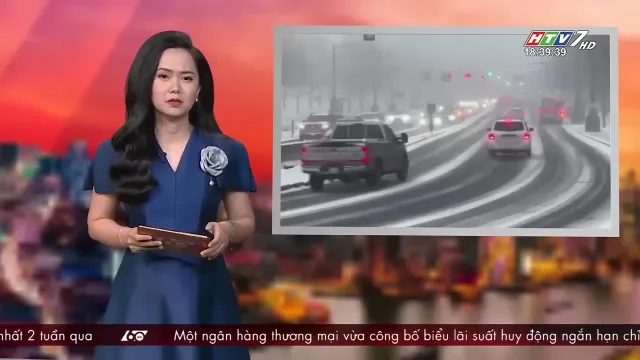 HTV7 HD
18:39:39
nhất 2 tuần qua 60 Một ngân hàng thương mại vừa công bố biểu lãi suất huy động ngắn hạn chỉ